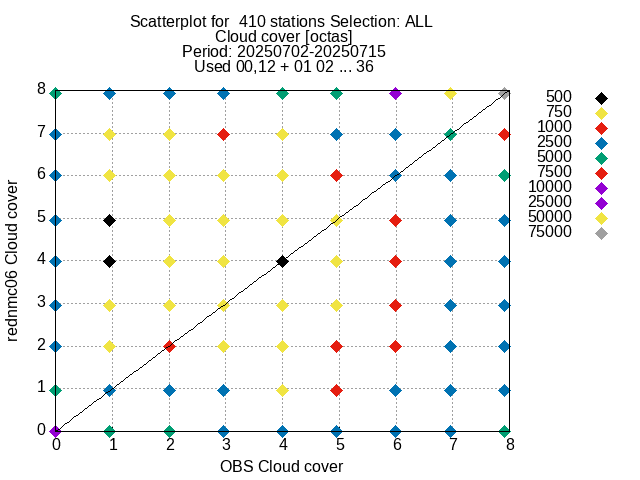 Scatterplot for  410 stations Selection: ALL
Cloud cover [octas]
Period: 20250702-20250715
Used 00,12 + 01 02 ... 36
8
7
6
5
4
3
2
1
0
rednmc06 Cloud cover
0 1 2 3 4 5 6 7 8
OBS Cloud cover
500
750
1000
2500
5000
7500
10000
25000
50000
75000